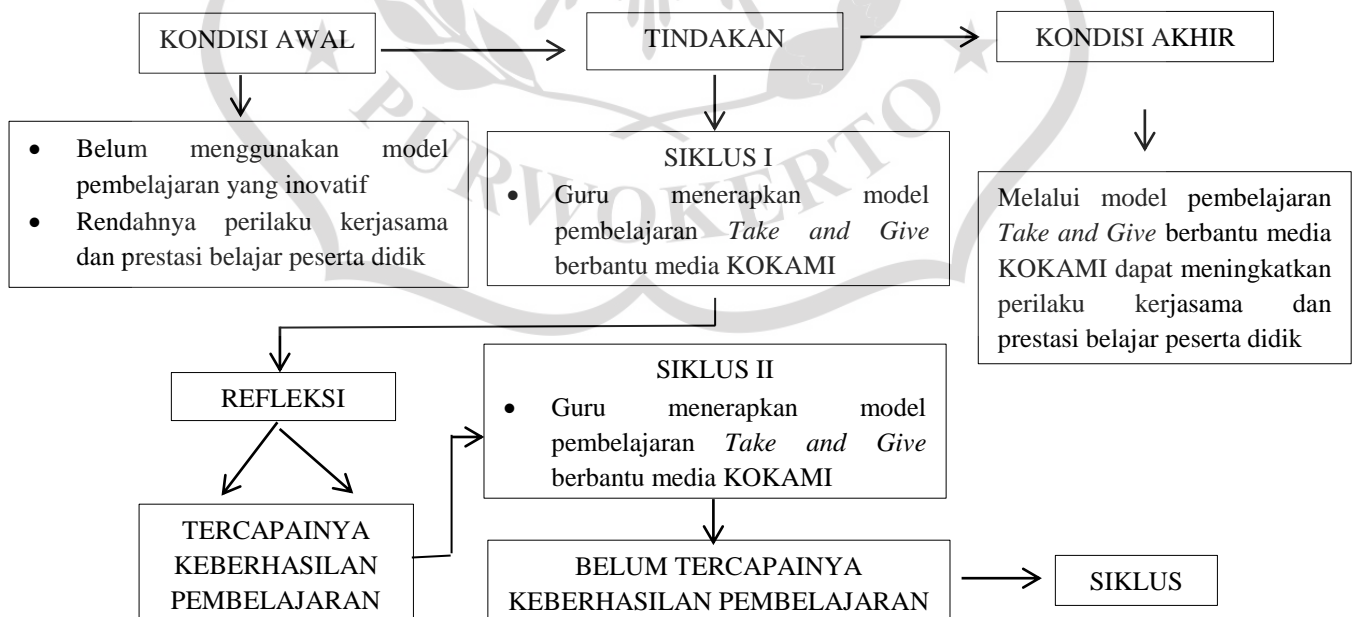 KONDISI AWAL
TINDAKAN
KONDISI AKHIR
• Belum menggunakan model
pembelajaran yang inovatif
• Rendahnya perilaku kerjasama
dan prestasi belajar peserta didik
SIKLUS I
• Guru menerapkan model
pembelajaran Take and Give
berbantu media KOKAMI
Melalui model pembelajaran
Take and Give berbantu media
KOKAMI dapat meningkatkan
perilaku kerjasama dan
prestasi belajar peserta didik
PURWOKERTO
REFLEKSI
SIKLUS II
• Guru menerapkan model
pembelajaran Take and Give
berbantu media KOKAMI
TERCAPAINYA
KEBERHASILAN
PEMBELAJARAN
BELUM TERCAPAINYA
KEBERHASILAN PEMBELAJARAN
SIKLUS